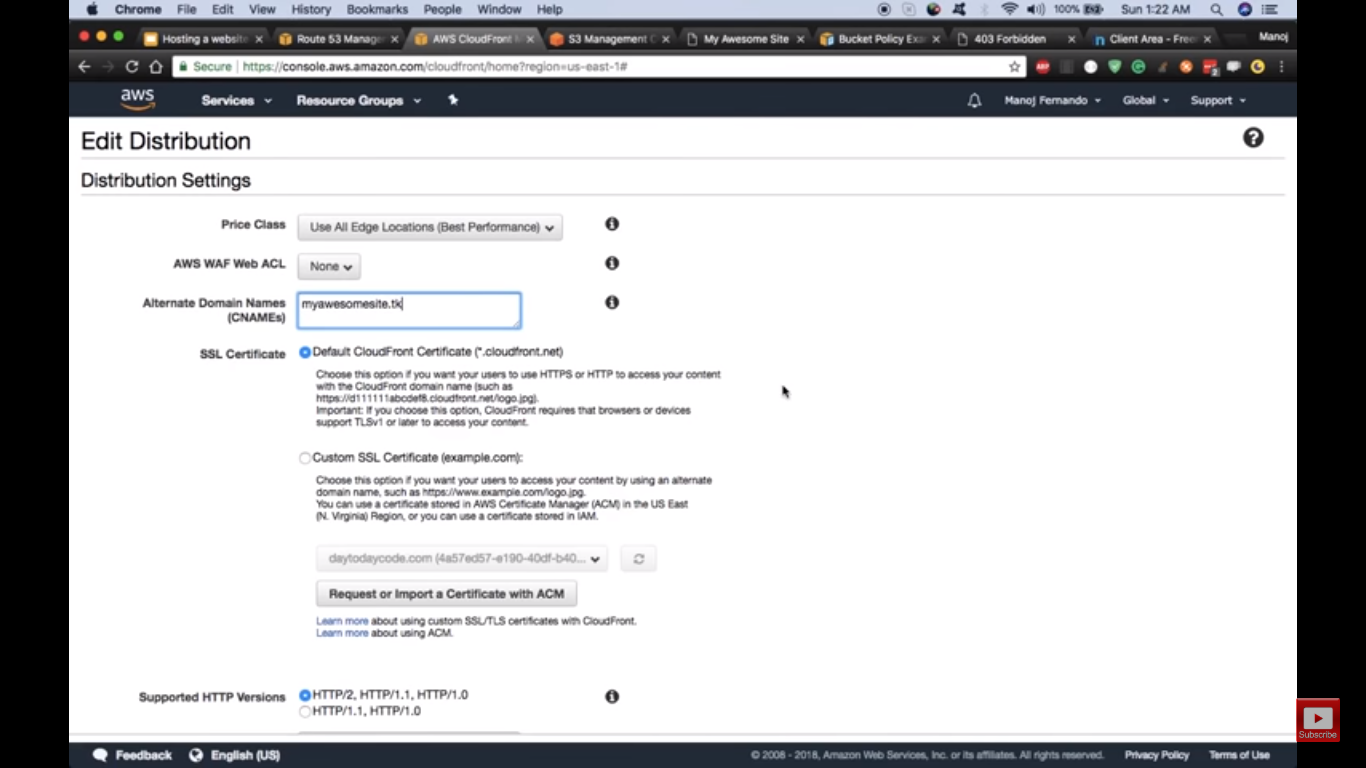 Chrome File Edit View History Bookmarks People Window Help 100% Sun 1:22 AM
Hosting a website Route 53 Manage AWS CloudFront M S3 Management C My Awesome Site Bucket Policy Exa 403 Forbidden Client Area - Free Manoj
Secure https://console.aws.amazon.com/cloudfront/home?region=us-east-1#
aws Services Resource Groups Manoj Fernando Global Support
Edit Distribution
Distribution Settings
Price Class Use All Edge Locations (Best Performance)
AWS WAF Web ACL None
Alternate Domain Names myawesomesite.tk
(CNAMEs)
SSL Certificate Default CloudFront Certificate (*.cloudfront.net)
Choose this option if you want your users to use HTTPS or HTTP to access your content
with the CloudFront domain name (such as
https://d111111abcdef8.cloudfront.net/logo.jpg).
Important: If you choose this option, CloudFront requires that browsers or devices
support TLSv1 or later to access your content.
Custom SSL Certificate (example.com):
Choose this option if you want your users to access your content by using an alternate
domain name, such as https://www.example.com/logo.jpg.
You can use a certificate stored in AWS Certificate Manager (ACM) in the US East
(N. Virginia) Region, or you can use a certificate stored in IAM.
daytodaycode.com (4a57ed57-e190-40df-b40...
Request or Import a Certificate with ACM
Learn more about using custom SSL/TLS certificates with CloudFront.
Learn more about using ACM.
Supported HTTP Versions HTTP/2, HTTP/1.1, HTTP/1.0
HTTP/1.1, HTTP/1.0
Subscribe
Feedback English (US) © 2008 - 2018, Amazon Web Services, Inc. or its affiliates. All rights reserved. Privacy Policy Terms of Use